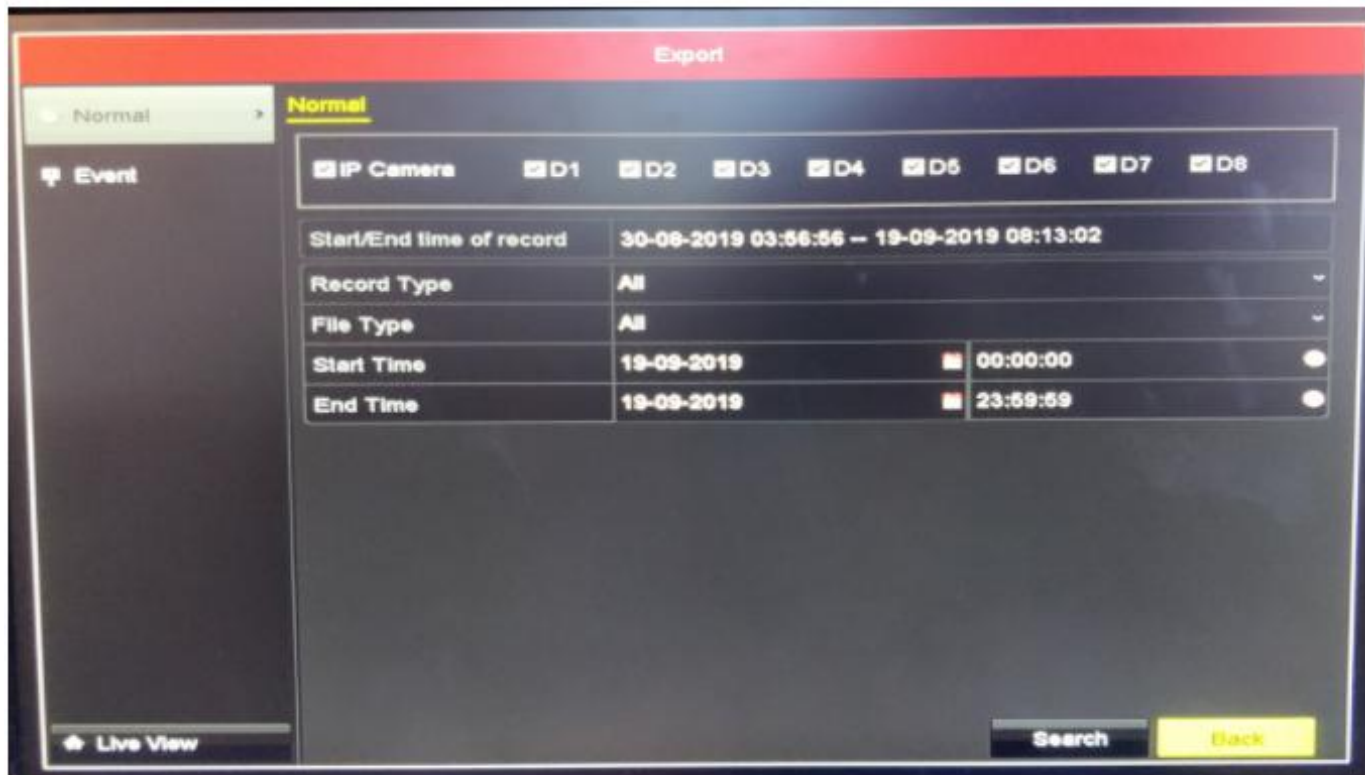 Export
Normal
Normal
Event
IP Camera D1 D2 D3 D4 D5 D6 D7 D8
Start/End time of record 30-08-2019 03:56:56 -- 19-09-2019 08:13:02
Record Type All
File Type All
Start Time 19-09-2019 00:00:00
End Time 19-09-2019 23:59:59
Live View
Search Back